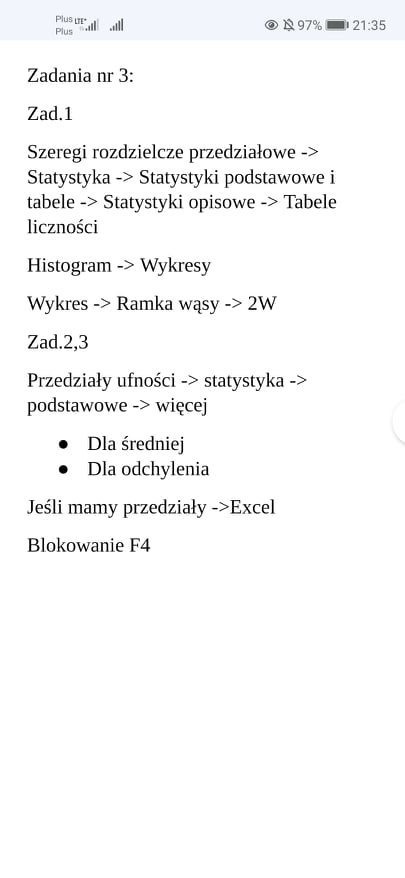 Plus LTE+
Plus
97% 21:35
Zadania nr 3:
Zad.1
Szeregi rozdzielcze przedziałowe ->
Statystyka -> Statystyki podstawowe i
tabele -> Statystyki opisowe -> Tabele
liczności
Histogram -> Wykresy
Wykres -> Ramka wąsy -> 2W
Zad.2,3
Przedziały ufności -> statystyka ->
podstawowe -> więcej
● Dla średniej
● Dla odchylenia
Jeśli mamy przedziały ->Excel
Blokowanie F4